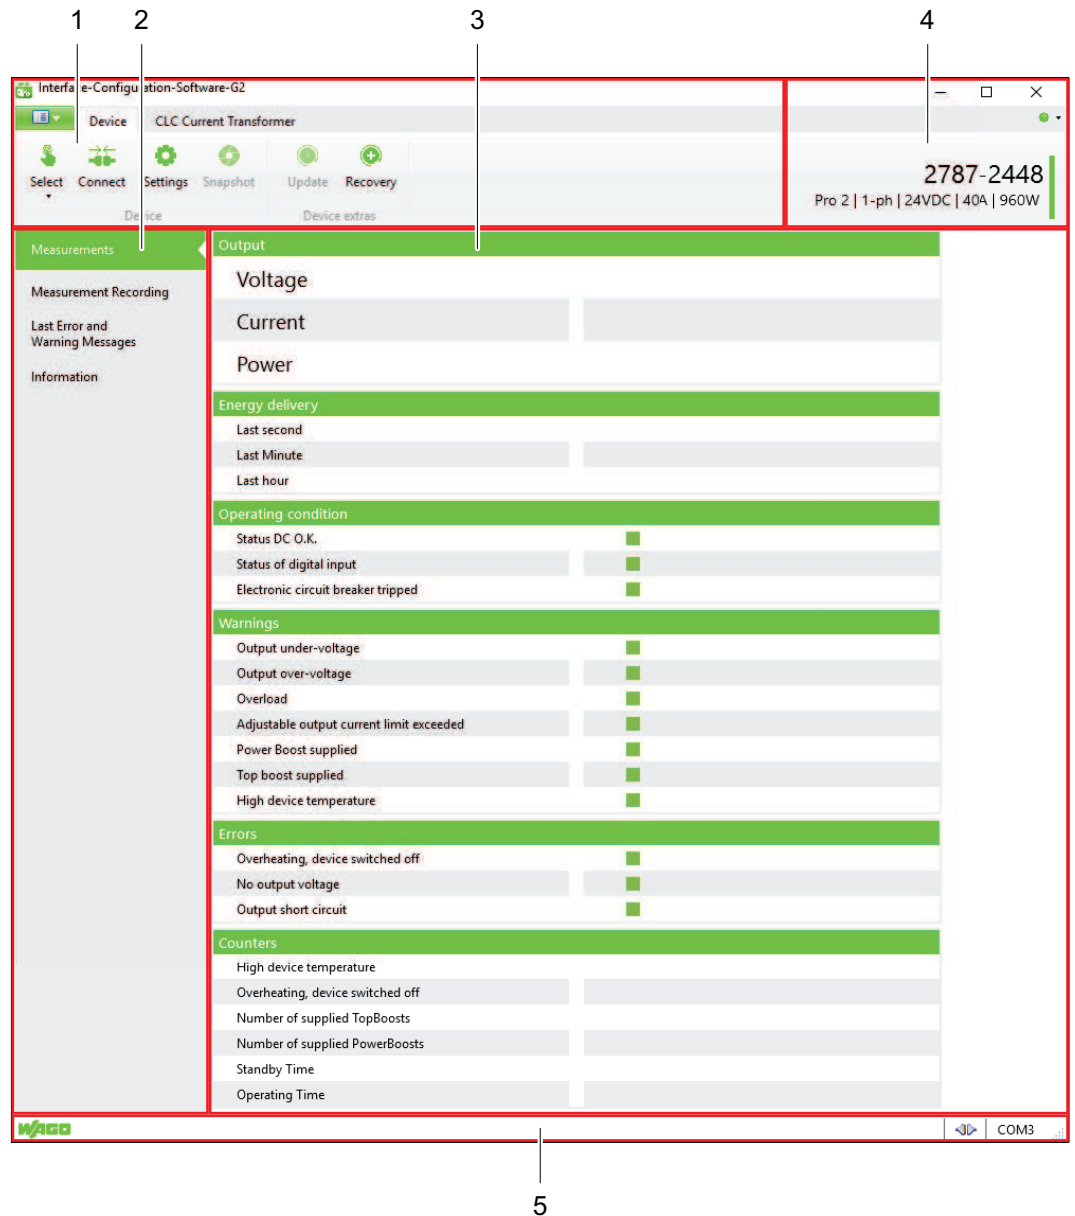 1 2 3 4
Interface-Configuration-Software-G2
Device CLC Current Transformer
Select Connect Settings Snapshot Update Recovery
Device Device extras
2787-2448
Pro 2 | 1-ph | 24VDC | 40A | 960W
Measurements
Measurement Recording
Last Error and
Warning Messages
Information
Output
Voltage
Current
Power
Energy delivery
Last second
Last Minute
Last hour
Operating condition
Status DC O.K.
Status of digital input
Electronic circuit breaker tripped
Warnings
Output under-voltage
Output over-voltage
Overload
Adjustable output current limit exceeded
Power Boost supplied
Top boost supplied
High device temperature
Errors
Overheating, device switched off
No output voltage
Output short circuit
Counters
High device temperature
Overheating, device switched off
Number of supplied TopBoosts
Number of supplied PowerBoosts
Standby Time
Operating Time
WAGO COM3
5